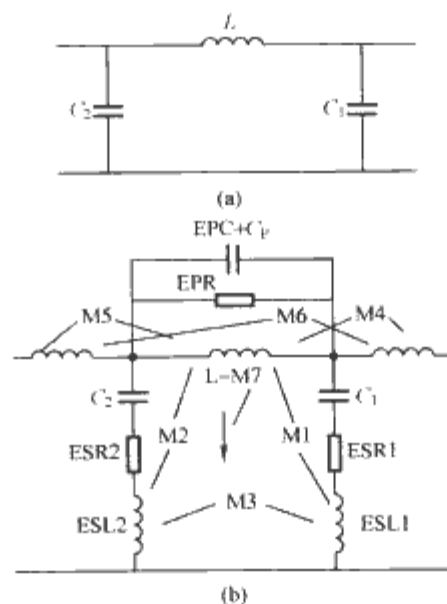 L
C₂ C₁
(a)
EPC+Cₚ
EPR
M5 M6 M4
L-M7
C₂ C₁
M2 M1
ESR2 ESR1
M3
ESL2 ESL1
(b)